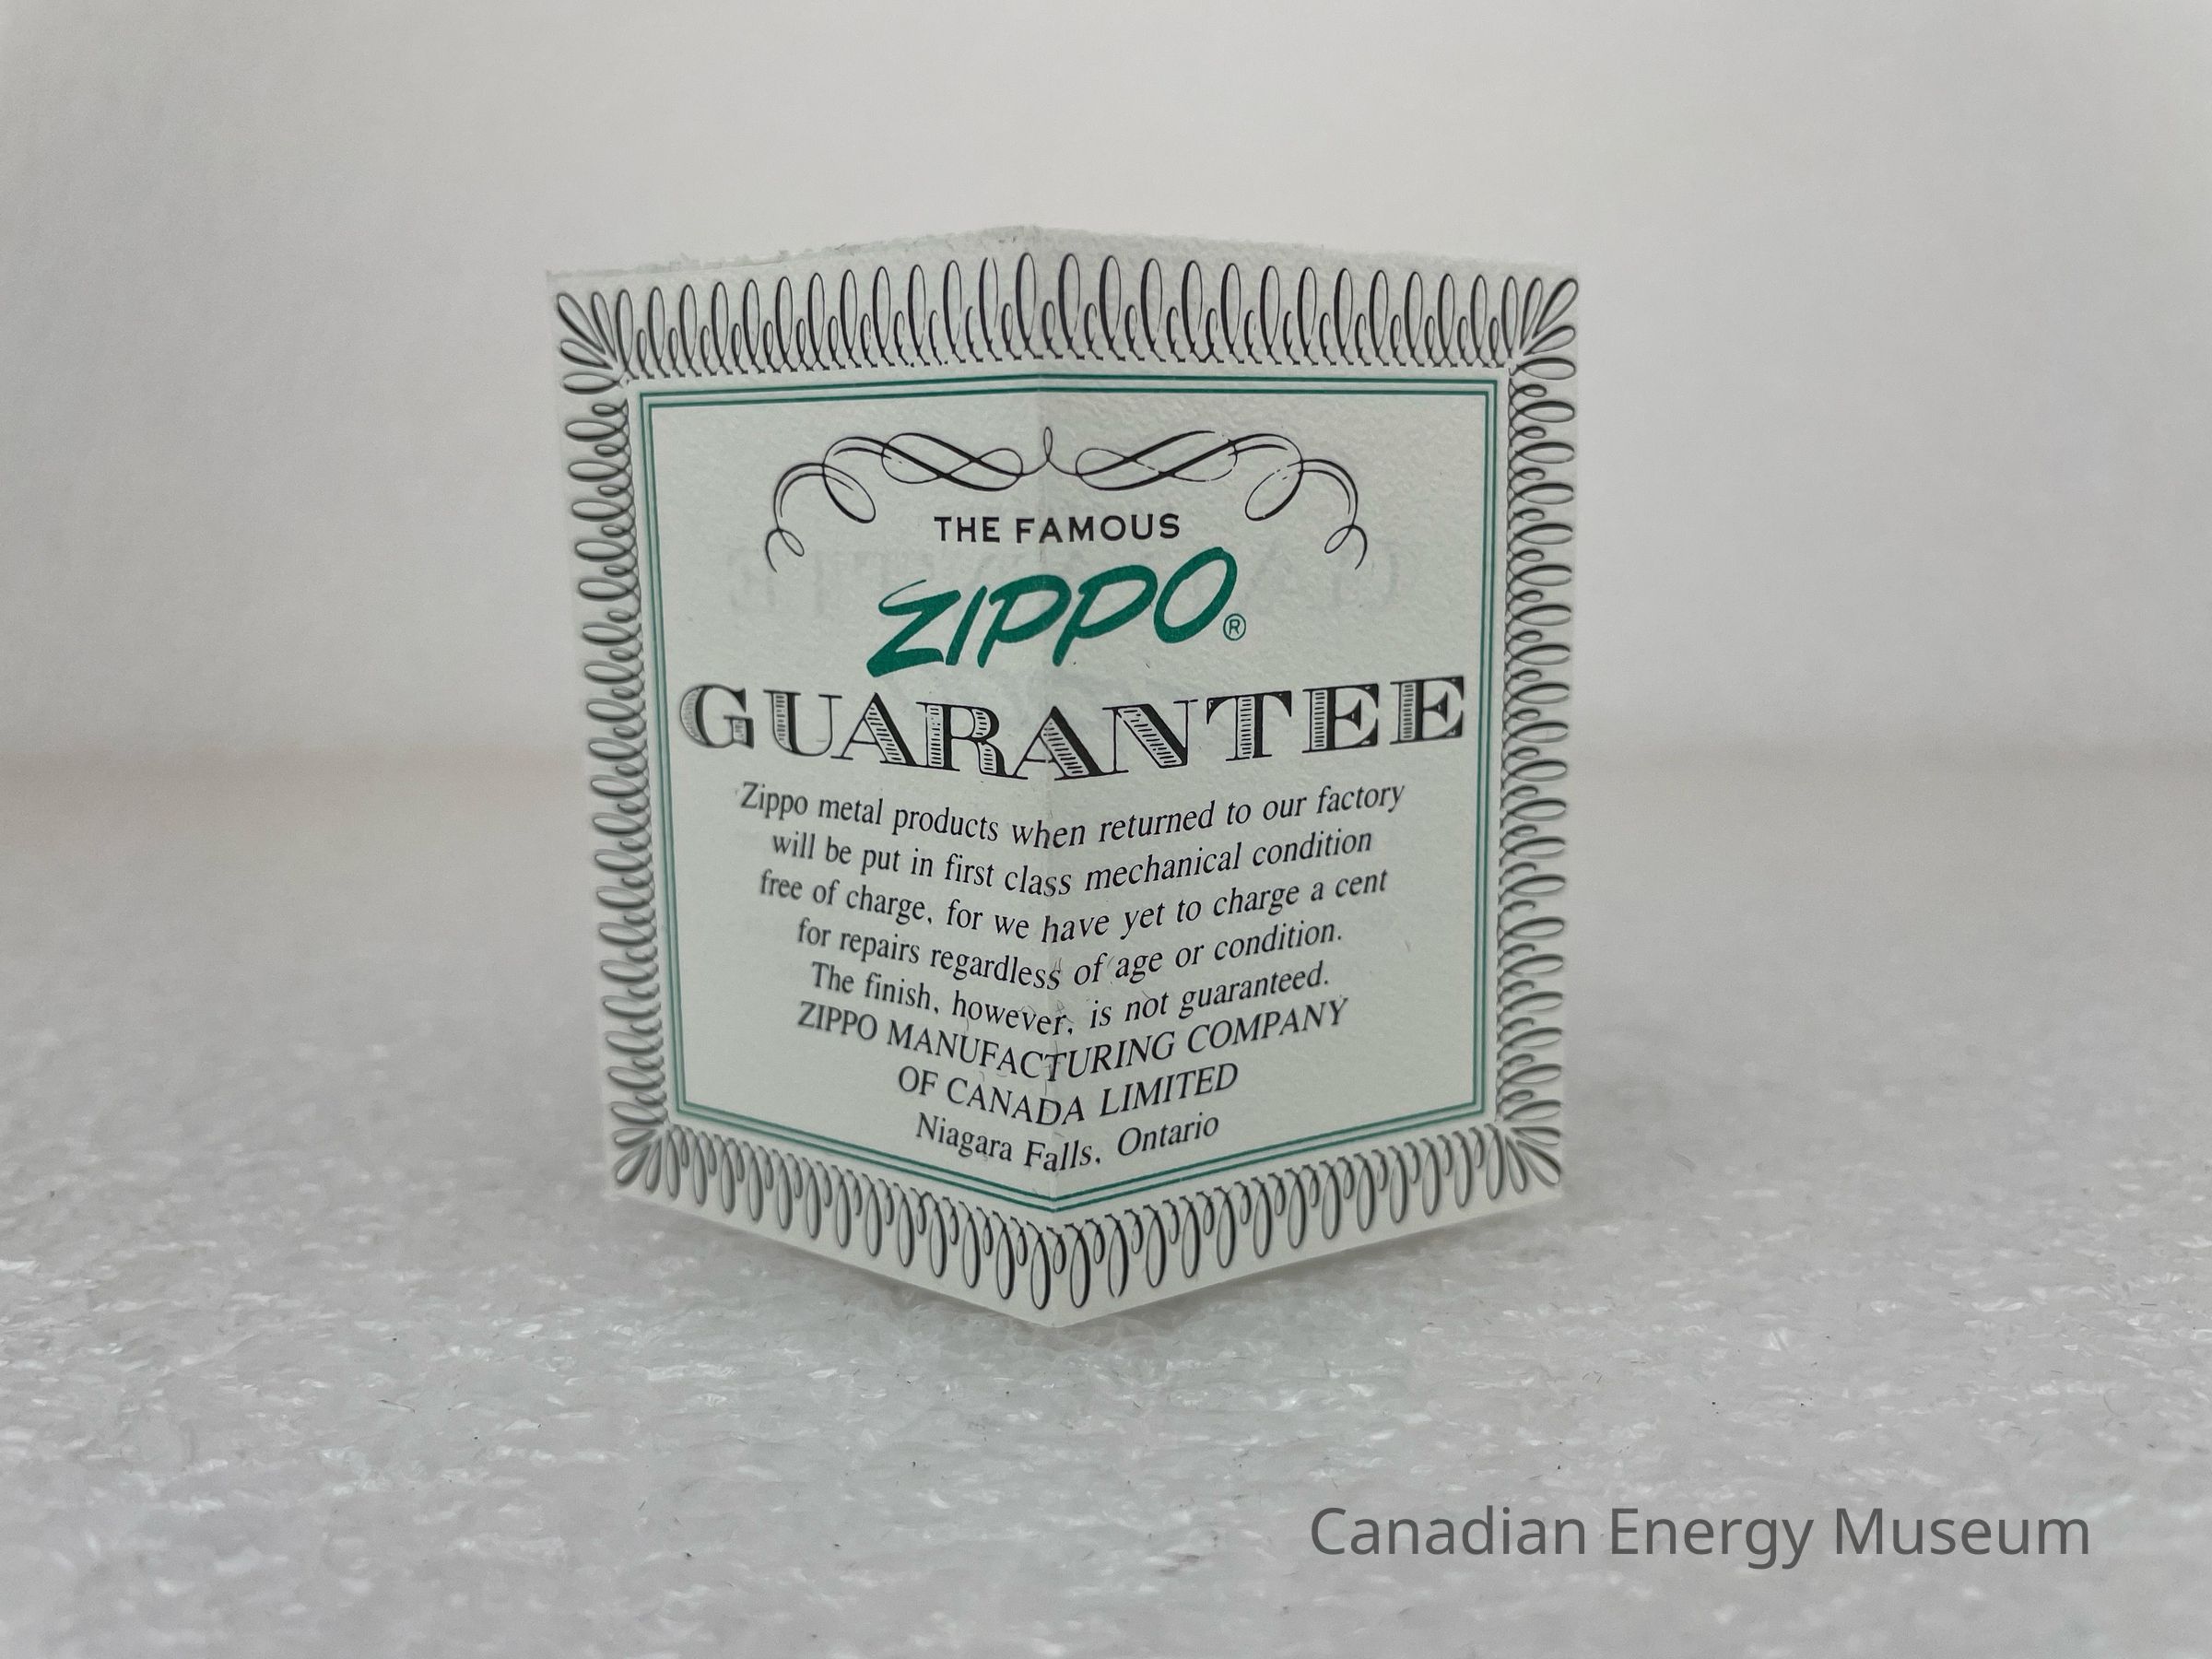 THE FAMOUS
ZIPPO®
GUARANTEE
Zippo metal products when returned to our factory
will be put in first class mechanical condition
free of charge, for we have yet to charge a cent
for repairs regardless of age or condition.
The finish, however, is not guaranteed.
ZIPPO MANUFACTURING COMPANY
OF CANADA LIMITED
Niagara Falls, Ontario
Canadian Energy Museum